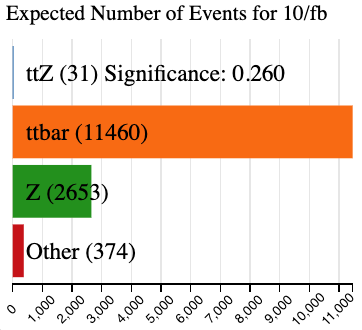 Expected Number of Events for 10/fb
ttZ (31) Significance: 0.260
ttbar (11460)
Z (2653)
Other (374)
0 1,000 2,000 3,000 4,000 5,000 6,000 7,000 8,000 9,000 10,000 11,000